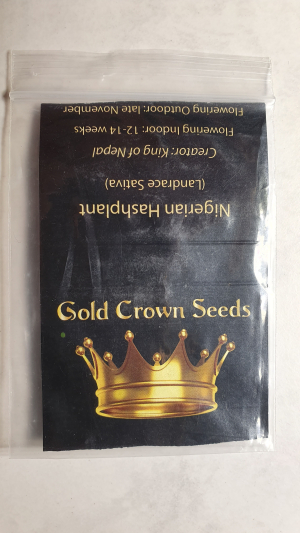 Gold Crown Seeds
Nigerian Hashplant
(Landrace Sativa)
Creator: King of Nepal
Flowering Indoor: 12-14 weeks
Flowering Outdoor: late November